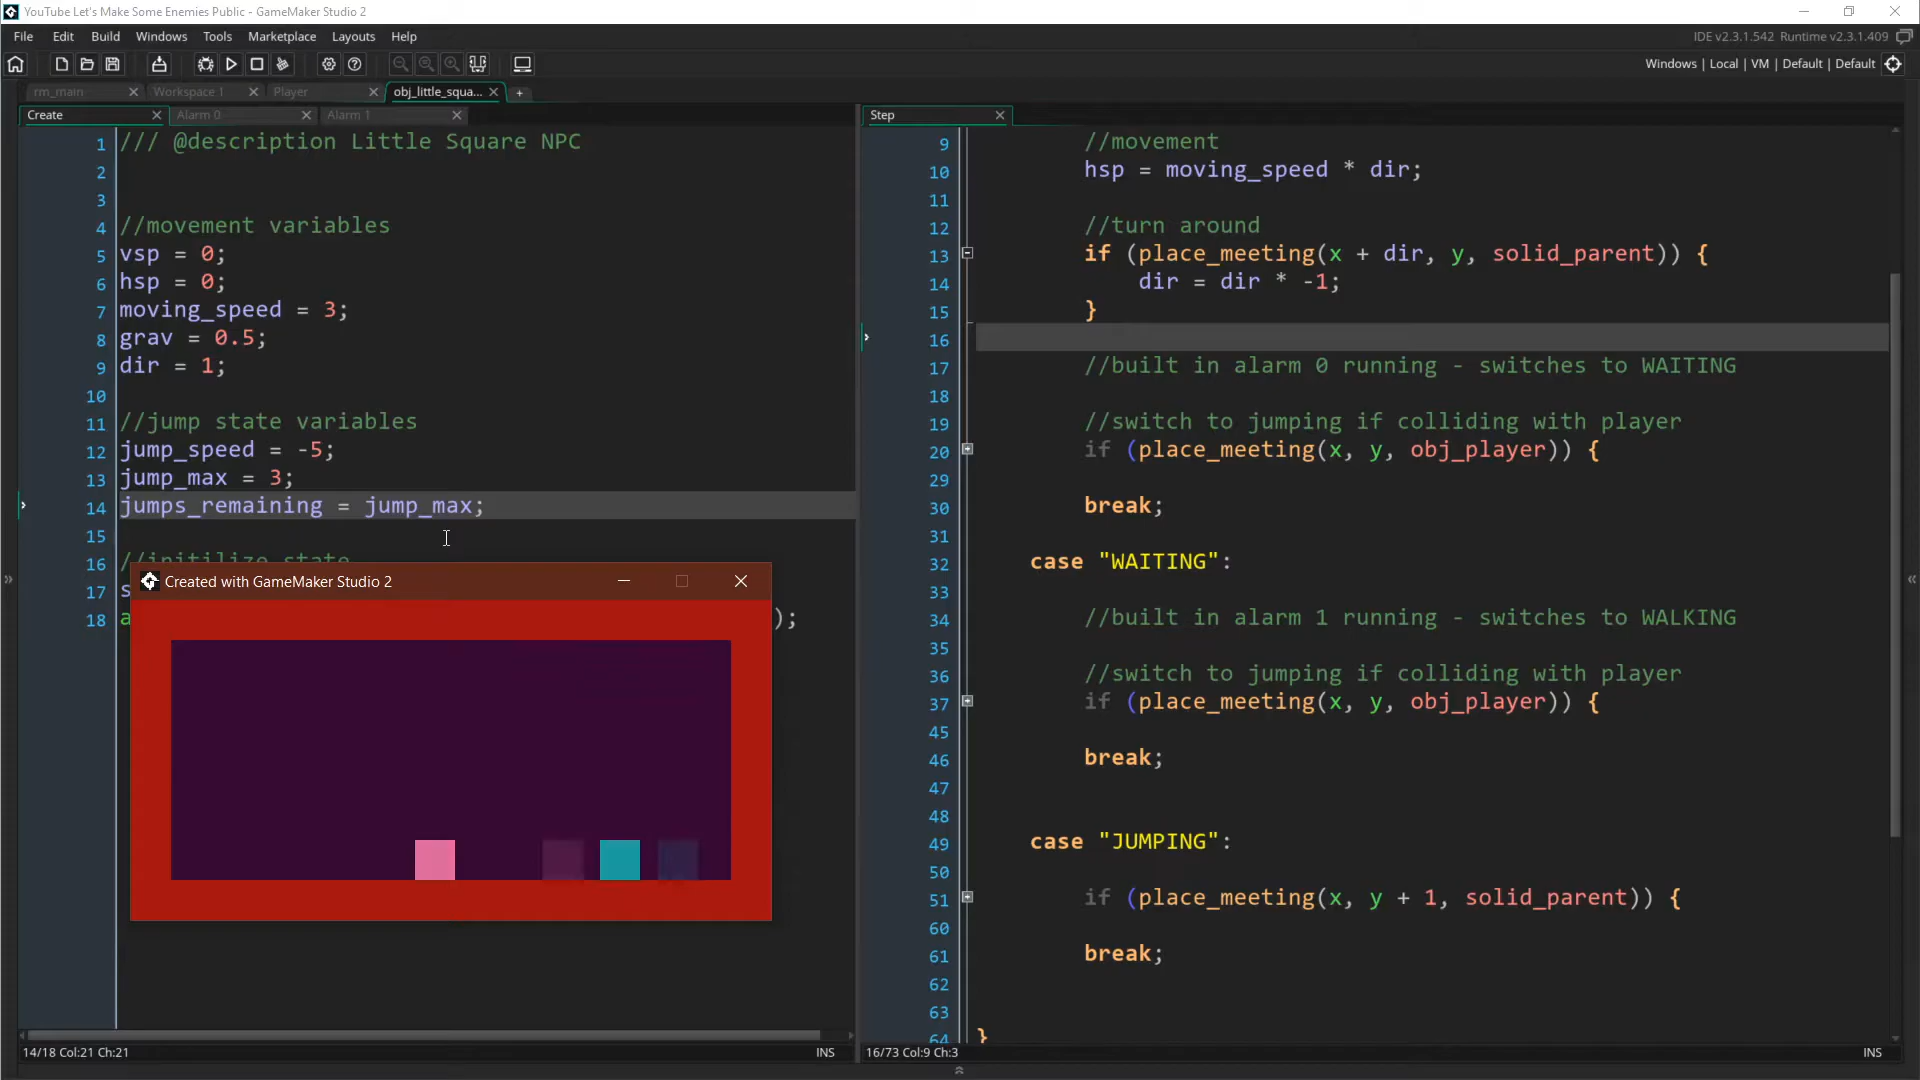 YouTube Let's Make Some Enemies Public - GameMaker Studio 2
File Edit Build Windows Tools Marketplace Layouts Help
IDE v2.3.1.542 Runtime v2.3.1.409
Windows | Local | VM | Default | Default
rm_main Workspace 1 Player obj_little_squa...
Create Alarm 0 Alarm 1
1 /// @description Little Square NPC
2
3
4 //movement variables
5 vsp = 0;
6 hsp = 0;
7 moving_speed = 3;
8 grav = 0.5;
9 dir = 1;
10
11 //jump state variables
12 jump_speed = -5;
13 jump_max = 3;
14 jumps_remaining = jump_max;
15
16 //initilize state
17 s
18 a );
Created with GameMaker Studio 2
14/18 Col:21 Ch:21 INS
Step
9 //movement
10 hsp = moving_speed * dir;
11
12 //turn around
13 if (place_meeting(x + dir, y, solid_parent)) {
14 dir = dir * -1;
15 }
16
17 //built in alarm 0 running - switches to WAITING
18
19 //switch to jumping if colliding with player
20 if (place_meeting(x, y, obj_player)) {
29
30 break;
31
32 case "WAITING":
33
34 //built in alarm 1 running - switches to WALKING
35
36 //switch to jumping if colliding with player
37 if (place_meeting(x, y, obj_player)) {
45
46 break;
47
48
49 case "JUMPING":
50
51 if (place_meeting(x, y + 1, solid_parent)) {
60
61 break;
62
63
64 }
16/73 Col:9 Ch:3 INS